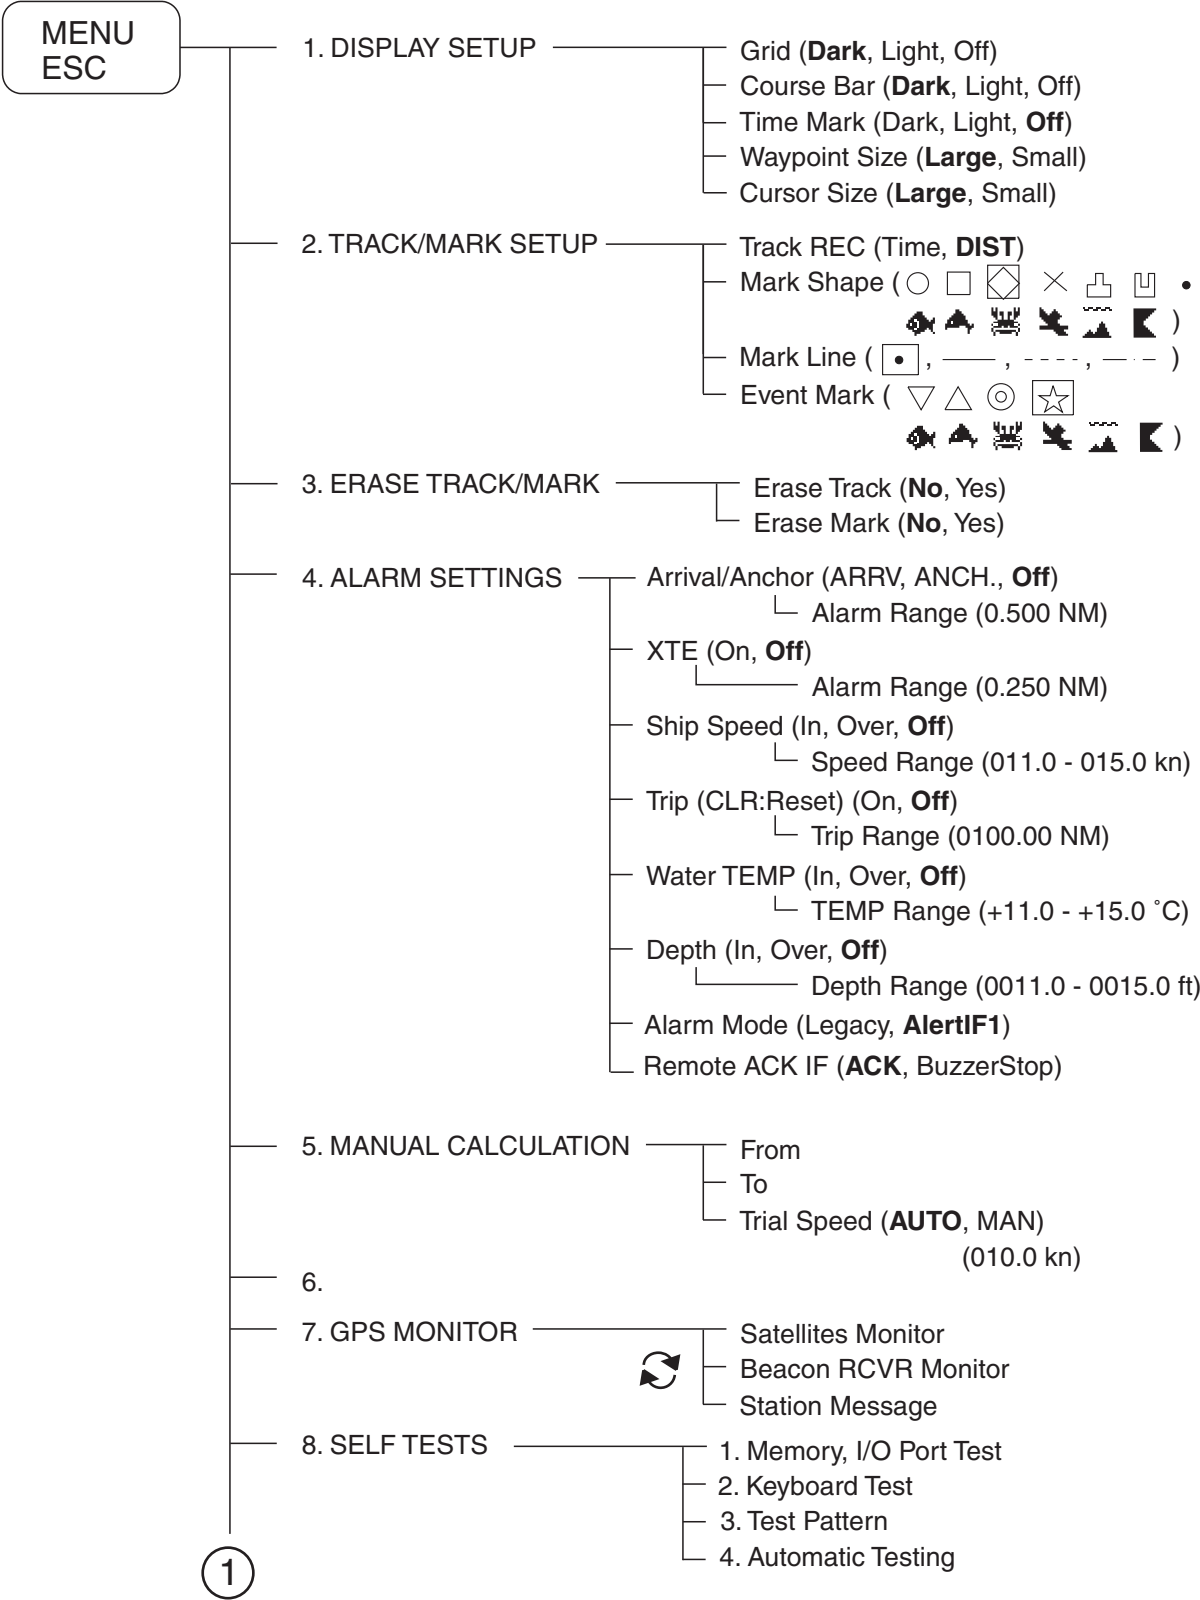 MENU
ESC
1. DISPLAY SETUP
Grid (Dark, Light, Off)
Course Bar (Dark, Light, Off)
Time Mark (Dark, Light, Off)
Waypoint Size (Large, Small)
Cursor Size (Large, Small)
2. TRACK/MARK SETUP
Track REC (Time, DIST)
Mark Shape (
)
Mark Line ( , , , )
Event Mark (
)
3. ERASE TRACK/MARK
Erase Track (No, Yes)
Erase Mark (No, Yes)
4. ALARM SETTINGS
Arrival/Anchor (ARRV, ANCH., Off)
Alarm Range (0.500 NM)
XTE (On, Off)
Alarm Range (0.250 NM)
Ship Speed (In, Over, Off)
Speed Range (011.0 - 015.0 kn)
Trip (CLR:Reset) (On, Off)
Trip Range (0100.00 NM)
Water TEMP (In, Over, Off)
TEMP Range (+11.0 - +15.0 ˚C)
Depth (In, Over, Off)
Depth Range (0011.0 - 0015.0 ft)
Alarm Mode (Legacy, AlertIF1)
Remote ACK IF (ACK, BuzzerStop)
5. MANUAL CALCULATION
From
To
Trial Speed (AUTO, MAN)
(010.0 kn)
6.
7. GPS MONITOR
Satellites Monitor
Beacon RCVR Monitor
Station Message
8. SELF TESTS
1. Memory, I/O Port Test
2. Keyboard Test
3. Test Pattern
4. Automatic Testing
1